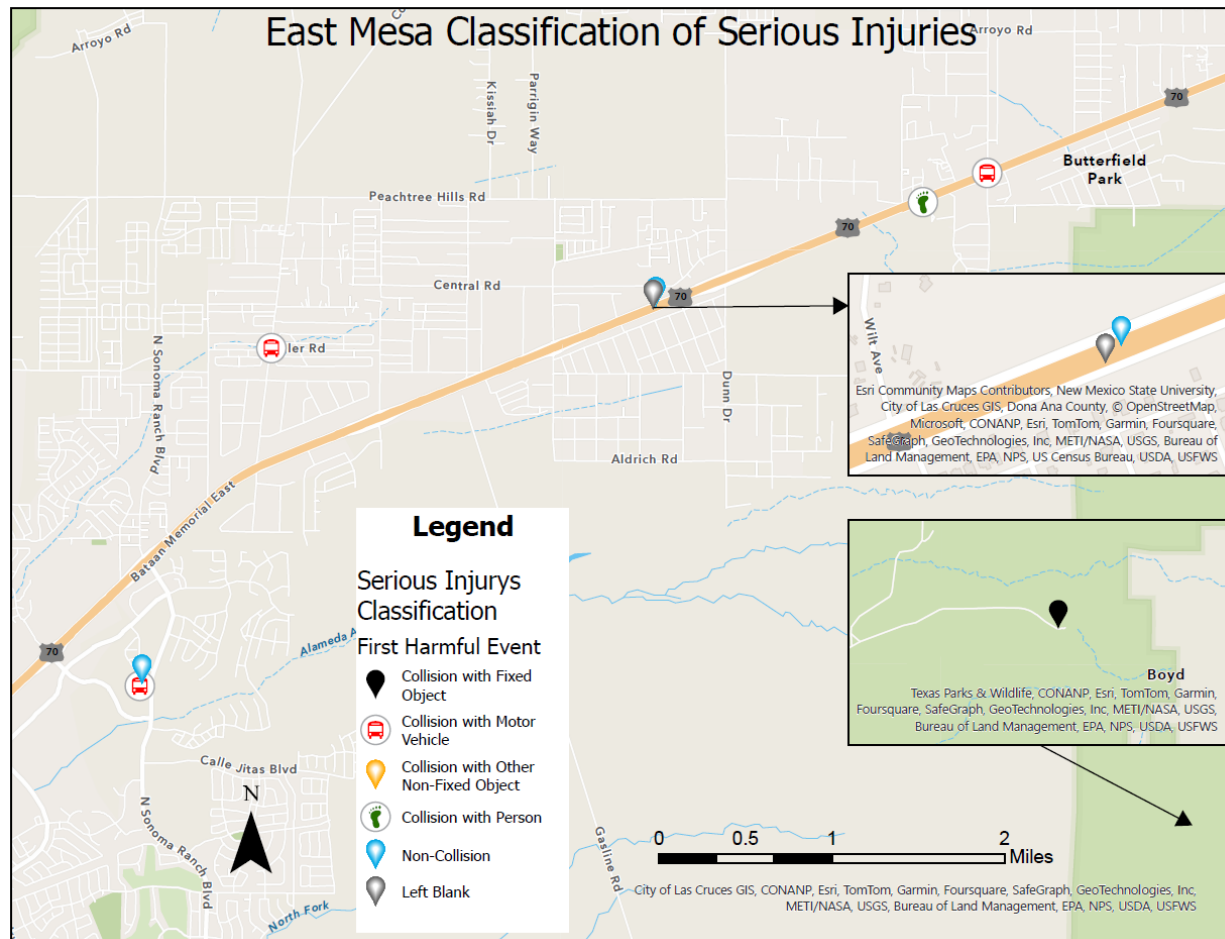 East Mesa Classification of Serious Injuries
Arroyo Rd
Co
Arroyo Rd
Kissiah Dr
Parrigin Way
70
Butterfield
Park
Peachtree Hills Rd
70
Central Rd
70
N Sonoma Ranch Blvd
ler Rd
Dunn Dr
Wilt Ave
Esri Community Maps Contributors, New Mexico State University,
City of Las Cruces GIS, Dona Ana County, © OpenStreetMap,
Microsoft, CONANP, Esri, TomTom, Garmin, Foursquare,
SafeGraph, GeoTechnologies, Inc, METI/NASA, USGS, Bureau of
Land Management, EPA, NPS, US Census Bureau, USDA, USFWS
Aldrich Rd
Bataan Memorial East
70
Alameda A
Calle Jitas Blvd
N
N Sonoma Ranch Blvd
North Fork
Legend
Serious Injurys
Classification
First Harmful Event
Collision with Fixed
Object
Collision with Motor
Vehicle
Collision with Other
Non-Fixed Object
Collision with Person
Non-Collision
Left Blank
Boyd
Texas Parks & Wildlife, CONANP, Esri, TomTom, Garmin,
Foursquare, SafeGraph, GeoTechnologies, Inc, METI/NASA, USGS,
Bureau of Land Management, EPA, NPS, USDA, USFWS
Gasline Rd
0 0.5 1 2
Miles
City of Las Cruces GIS, CONANP, Esri, TomTom, Garmin, Foursquare, SafeGraph, GeoTechnologies, Inc,
METI/NASA, USGS, Bureau of Land Management, EPA, NPS, USDA, USFWS